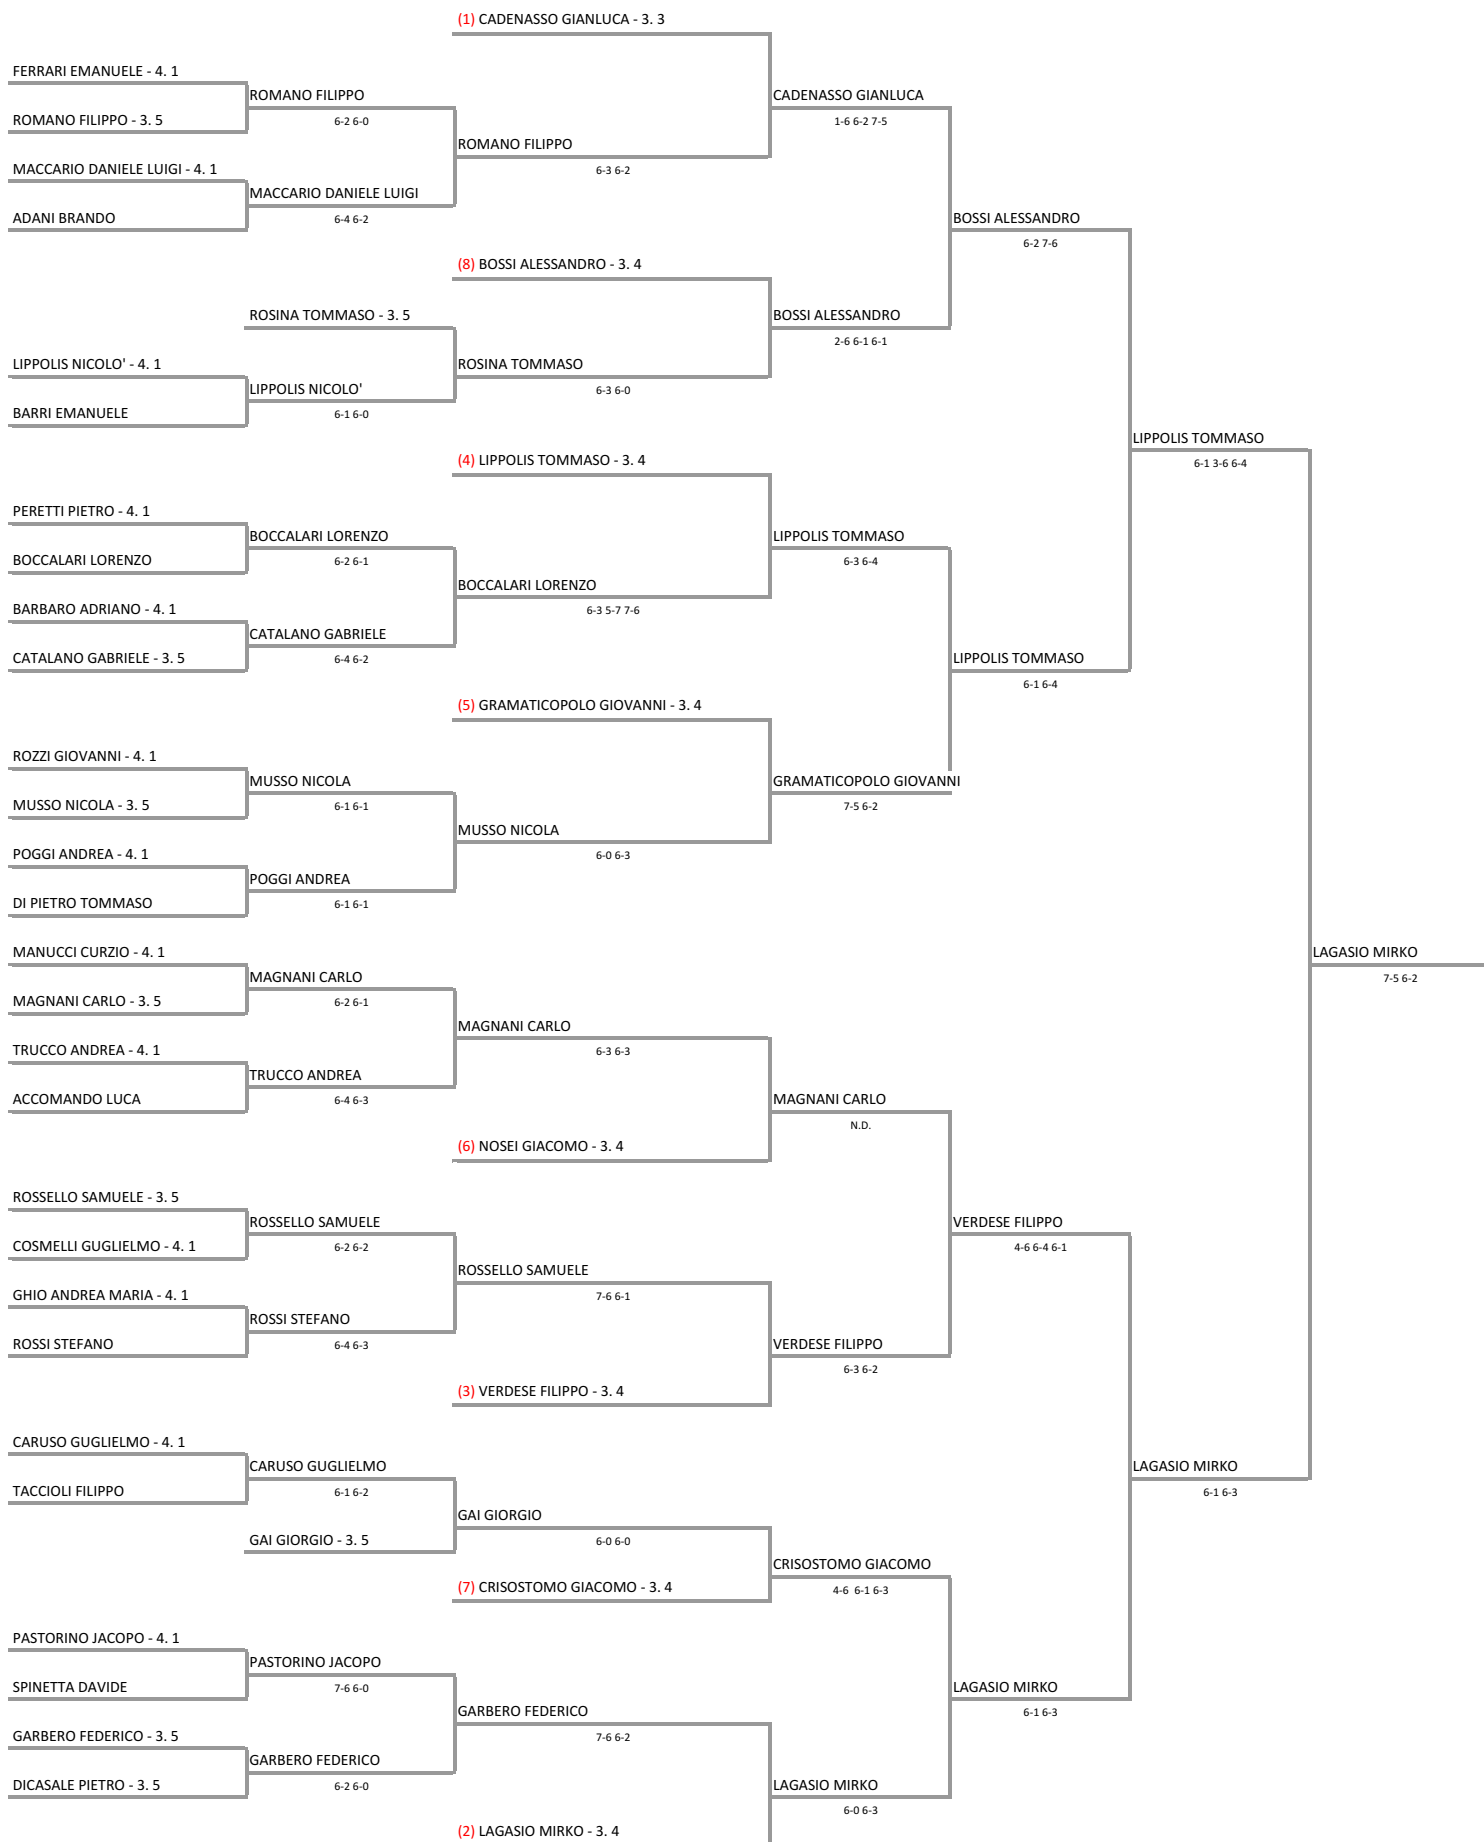 (1) CADENASSO GIANLUCA - 3. 3
FERRARI EMANUELE - 4. 1
ROMANO FILIPPO
CADENASSO GIANLUCA
ROMANO FILIPPO - 3. 5
6-2 6-0
1-6 6-2 7-5
ROMANO FILIPPO
MACCARIO DANIELE LUIGI - 4. 1
6-3 6-2
MACCARIO DANIELE LUIGI
ADANI BRANDO
6-4 6-2
BOSSI ALESSANDRO
6-2 7-6
(8) BOSSI ALESSANDRO - 3. 4
ROSINA TOMMASO - 3. 5
BOSSI ALESSANDRO
2-6 6-1 6-1
LIPPOLIS NICOLO' - 4. 1
ROSINA TOMMASO
LIPPOLIS NICOLO'
6-3 6-0
BARRI EMANUELE
6-1 6-0
LIPPOLIS TOMMASO
(4) LIPPOLIS TOMMASO - 3. 4
6-1 3-6 6-4
PERETTI PIETRO - 4. 1
BOCCALARI LORENZO
LIPPOLIS TOMMASO
BOCCALARI LORENZO
6-2 6-1
6-3 6-4
BOCCALARI LORENZO
BARBARO ADRIANO - 4. 1
6-3 5-7 7-6
CATALANO GABRIELE
CATALANO GABRIELE - 3. 5
6-4 6-2
LIPPOLIS TOMMASO
6-1 6-4
(5) GRAMATICOPOLO GIOVANNI - 3. 4
ROZZI GIOVANNI - 4. 1
MUSSO NICOLA
GRAMATICOPOLO GIOVANNI
MUSSO NICOLA - 3. 5
6-1 6-1
7-5 6-2
MUSSO NICOLA
POGGI ANDREA - 4. 1
6-0 6-3
POGGI ANDREA
DI PIETRO TOMMASO
6-1 6-1
MANUCCI CURZIO - 4. 1
LAGASIO MIRKO
MAGNANI CARLO
7-5 6-2
MAGNANI CARLO - 3. 5
6-2 6-1
MAGNANI CARLO
TRUCCO ANDREA - 4. 1
6-3 6-3
TRUCCO ANDREA
ACCOMANDO LUCA
6-4 6-3
MAGNANI CARLO
N.D.
(6) NOSEI GIACOMO - 3. 4
ROSSELLO SAMUELE - 3. 5
ROSSELLO SAMUELE
VERDESE FILIPPO
COSMELLI GUGLIELMO - 4. 1
6-2 6-2
4-6 6-4 6-1
ROSSELLO SAMUELE
GHIO ANDREA MARIA - 4. 1
7-6 6-1
ROSSI STEFANO
ROSSI STEFANO
6-4 6-3
VERDESE FILIPPO
6-3 6-2
(3) VERDESE FILIPPO - 3. 4
CARUSO GUGLIELMO - 4. 1
CARUSO GUGLIELMO
LAGASIO MIRKO
TACCIOLI FILIPPO
6-1 6-2
6-1 6-3
GAI GIORGIO
GAI GIORGIO - 3. 5
6-0 6-0
CRISOSTOMO GIACOMO
(7) CRISOSTOMO GIACOMO - 3. 4
4-6 6-1 6-3
PASTORINO JACOPO - 4. 1
PASTORINO JACOPO
SPINETTA DAVIDE
7-6 6-0
LAGASIO MIRKO
6-1 6-3
GARBERO FEDERICO
GARBERO FEDERICO - 3. 5
7-6 6-2
GARBERO FEDERICO
DICASALE PIETRO - 3. 5
6-2 6-0
LAGASIO MIRKO
6-0 6-3
(2) LAGASIO MIRKO - 3. 4